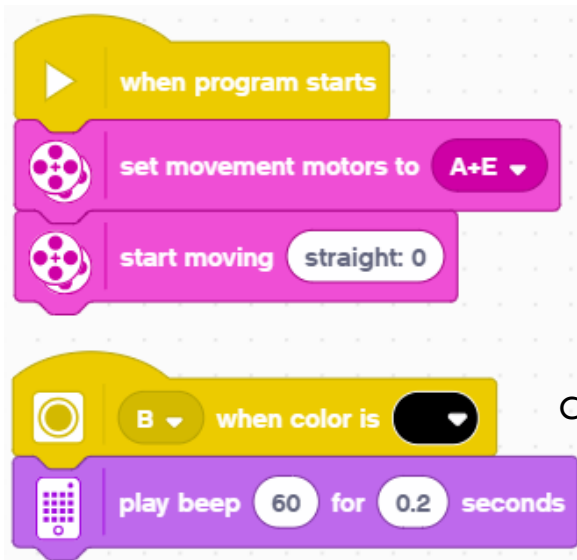 when program starts
set movement motors to A+E
start moving straight: 0
B when color is
play beep 60 for 0.2 seconds